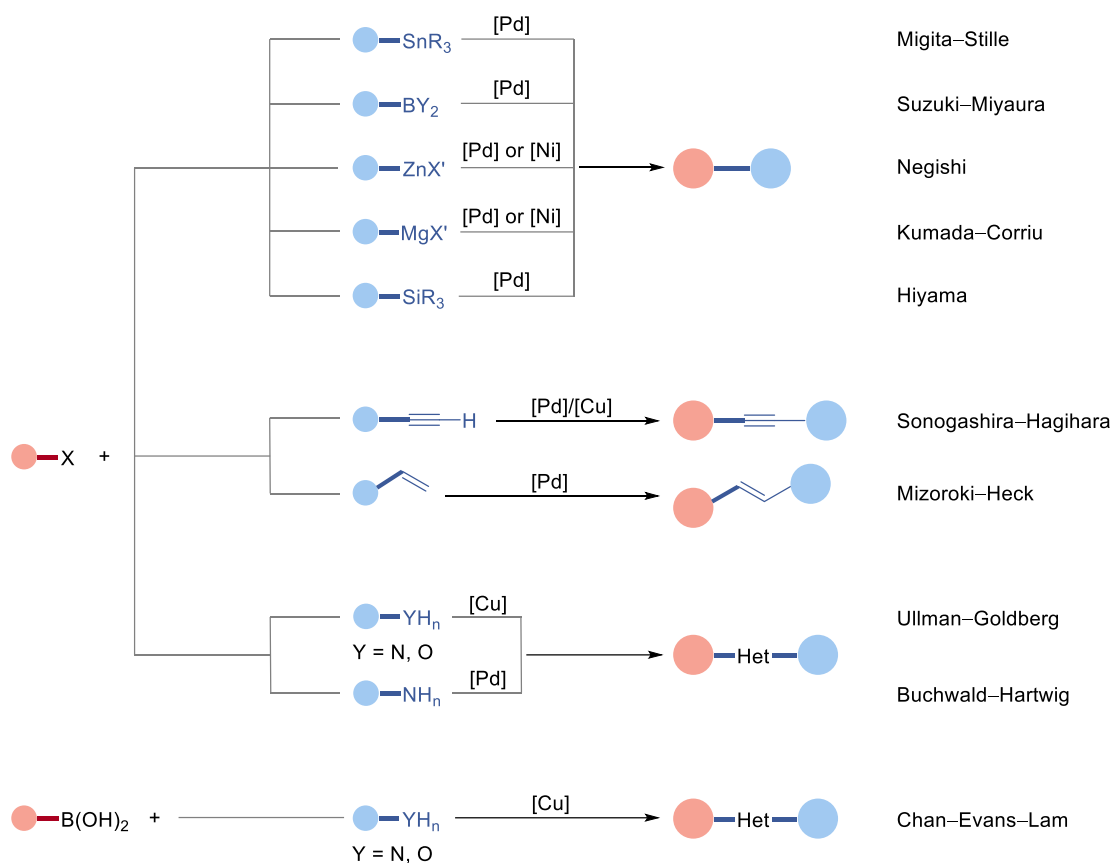 SnR3 [Pd] Migita–Stille
BY2 [Pd] Suzuki–Miyaura
ZnX' [Pd] or [Ni] Negishi
MgX' [Pd] or [Ni] Kumada–Corriu
SiR3 [Pd] Hiyama
H [Pd]/[Cu] Sonogashira–Hagihara
X +
[Pd] Mizoroki–Heck
YHn [Cu] Ullman–Goldberg
Y = N, O
Het
NHn [Pd] Buchwald–Hartwig
B(OH)2 + YHn [Cu] Het Chan–Evans–Lam
Y = N, O